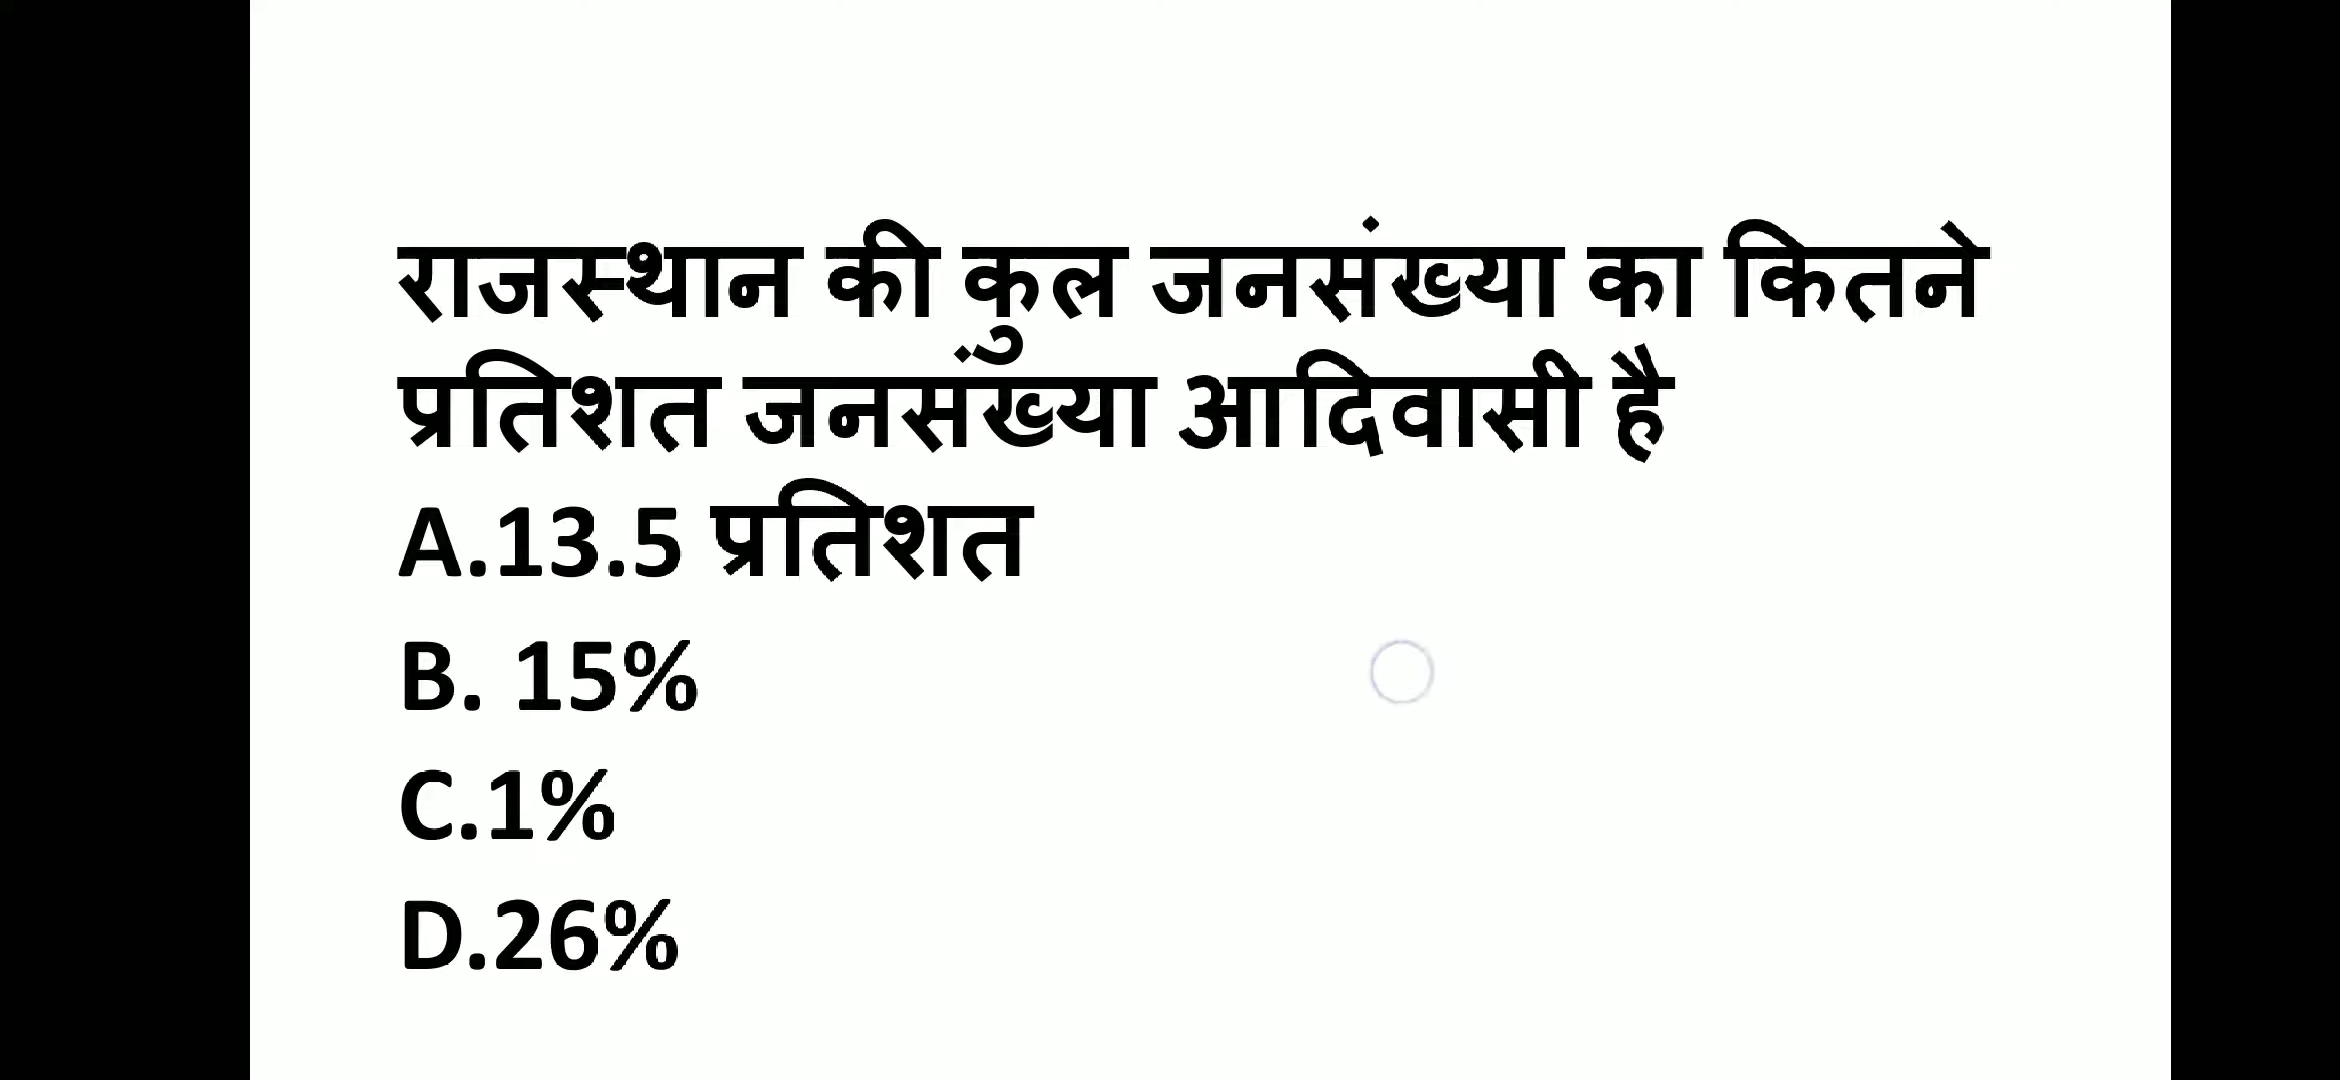 राजस्थान की कुल जनसंख्या का कितने
प्रतिशत जनसंख्या आदिवासी है
A.13.5 प्रतिशत
B. 15%
C.1%
D.26%